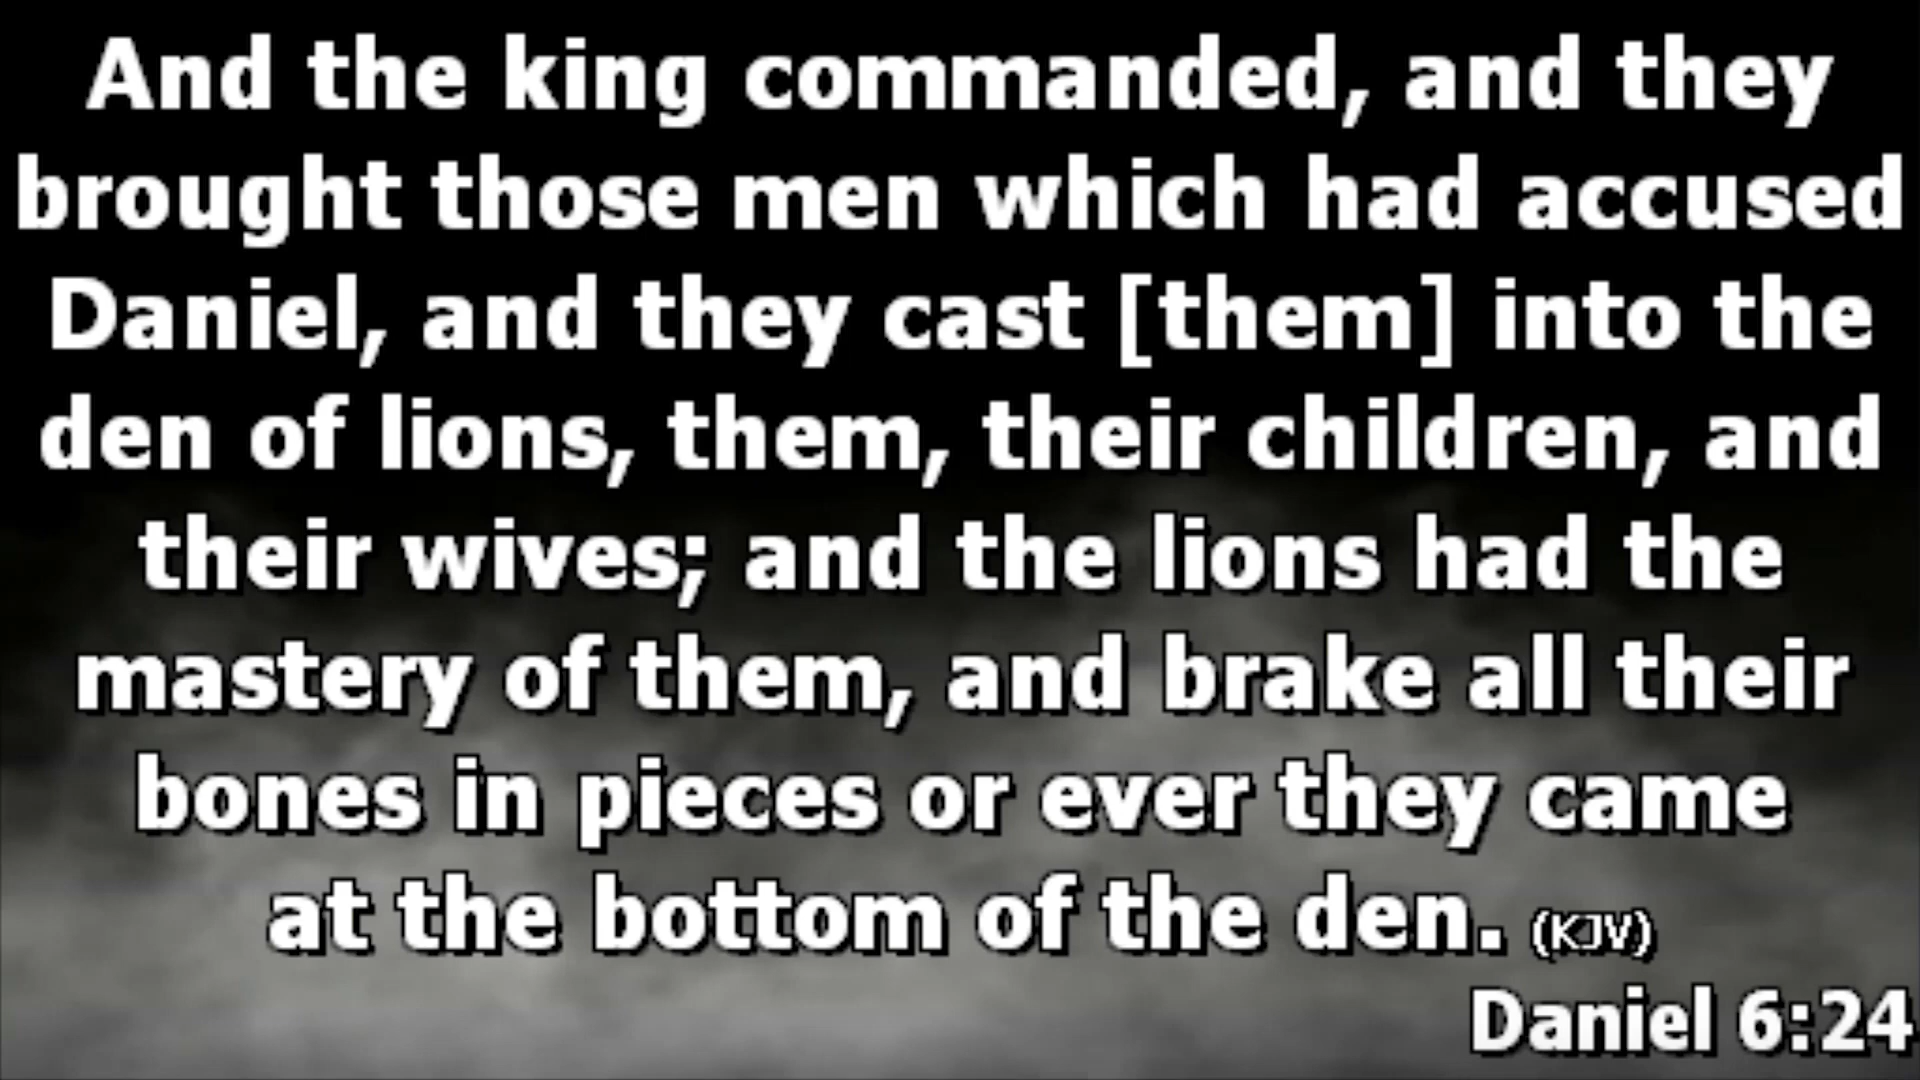 And the king commanded, and they
brought those men which had accused
Daniel, and they cast [them] into the
den of lions, them, their children, and
their wives; and the lions had the
mastery of them, and brake all their
bones in pieces or ever they came
at the bottom of the den. (KJV)
Daniel 6:24